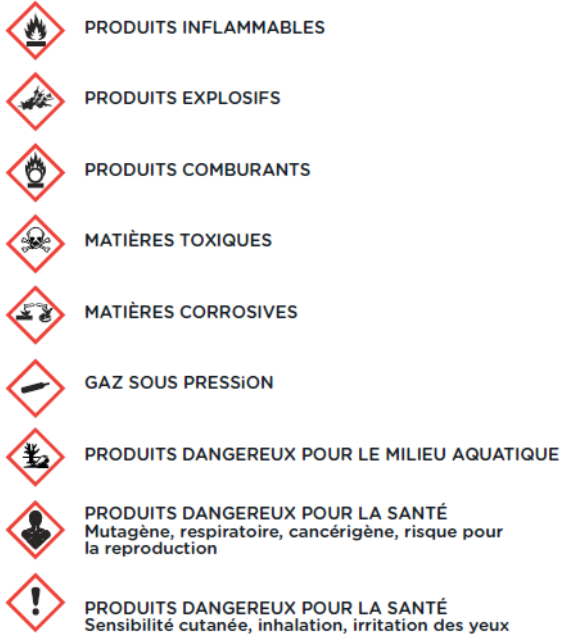 PRODUITS INFLAMMABLES
PRODUITS EXPLOSIFS
PRODUITS COMBURANTS
MATIÈRES TOXIQUES
MATIÈRES CORROSIVES
GAZ SOUS PRESSiON
PRODUITS DANGEREUX POUR LE MILIEU AQUATIQUE
PRODUITS DANGEREUX POUR LA SANTÉ
Mutagène, respiratoire, cancérigène, risque pour
la reproduction
PRODUITS DANGEREUX POUR LA SANTÉ
Sensibilité cutanée, inhalation, irritation des yeux